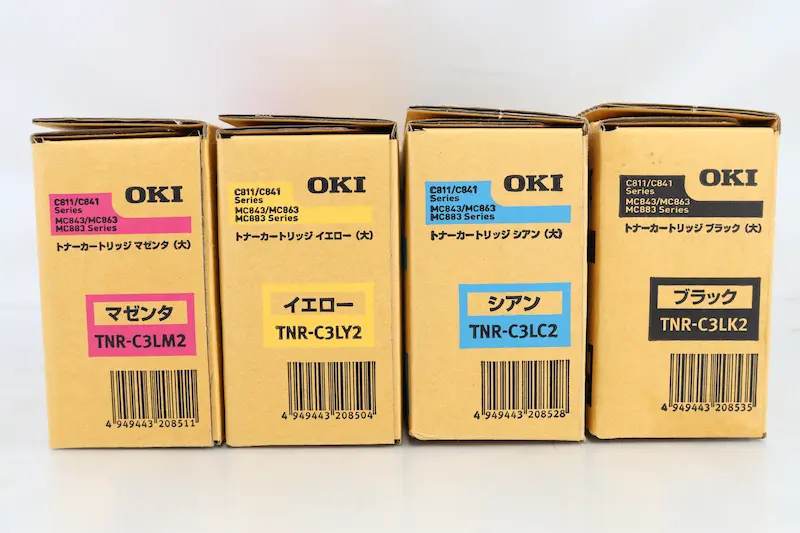 C811/C841
Series
MC843/MC863
MC883 Series
OKI
トナーカートリッジ マゼンタ (大)
マゼンタ
TNR-C3LM2
4 949443 208511
C811/C841
Series
MC843/MC863
MC883 Series
OKI
トナーカートリッジ イエロー (大)
イエロー
TNR-C3LY2
4 949443 208504
C811/C841
Series
MC843/MC863
MC883 Series
OKI
トナーカートリッジ シアン (大)
シアン
TNR-C3LC2
4 949443 208528
C811/C841
Series
MC843/MC863
MC883 Series
OKI
トナーカートリッジ ブラック (大)
ブラック
TNR-C3LK2
4 949443 208535